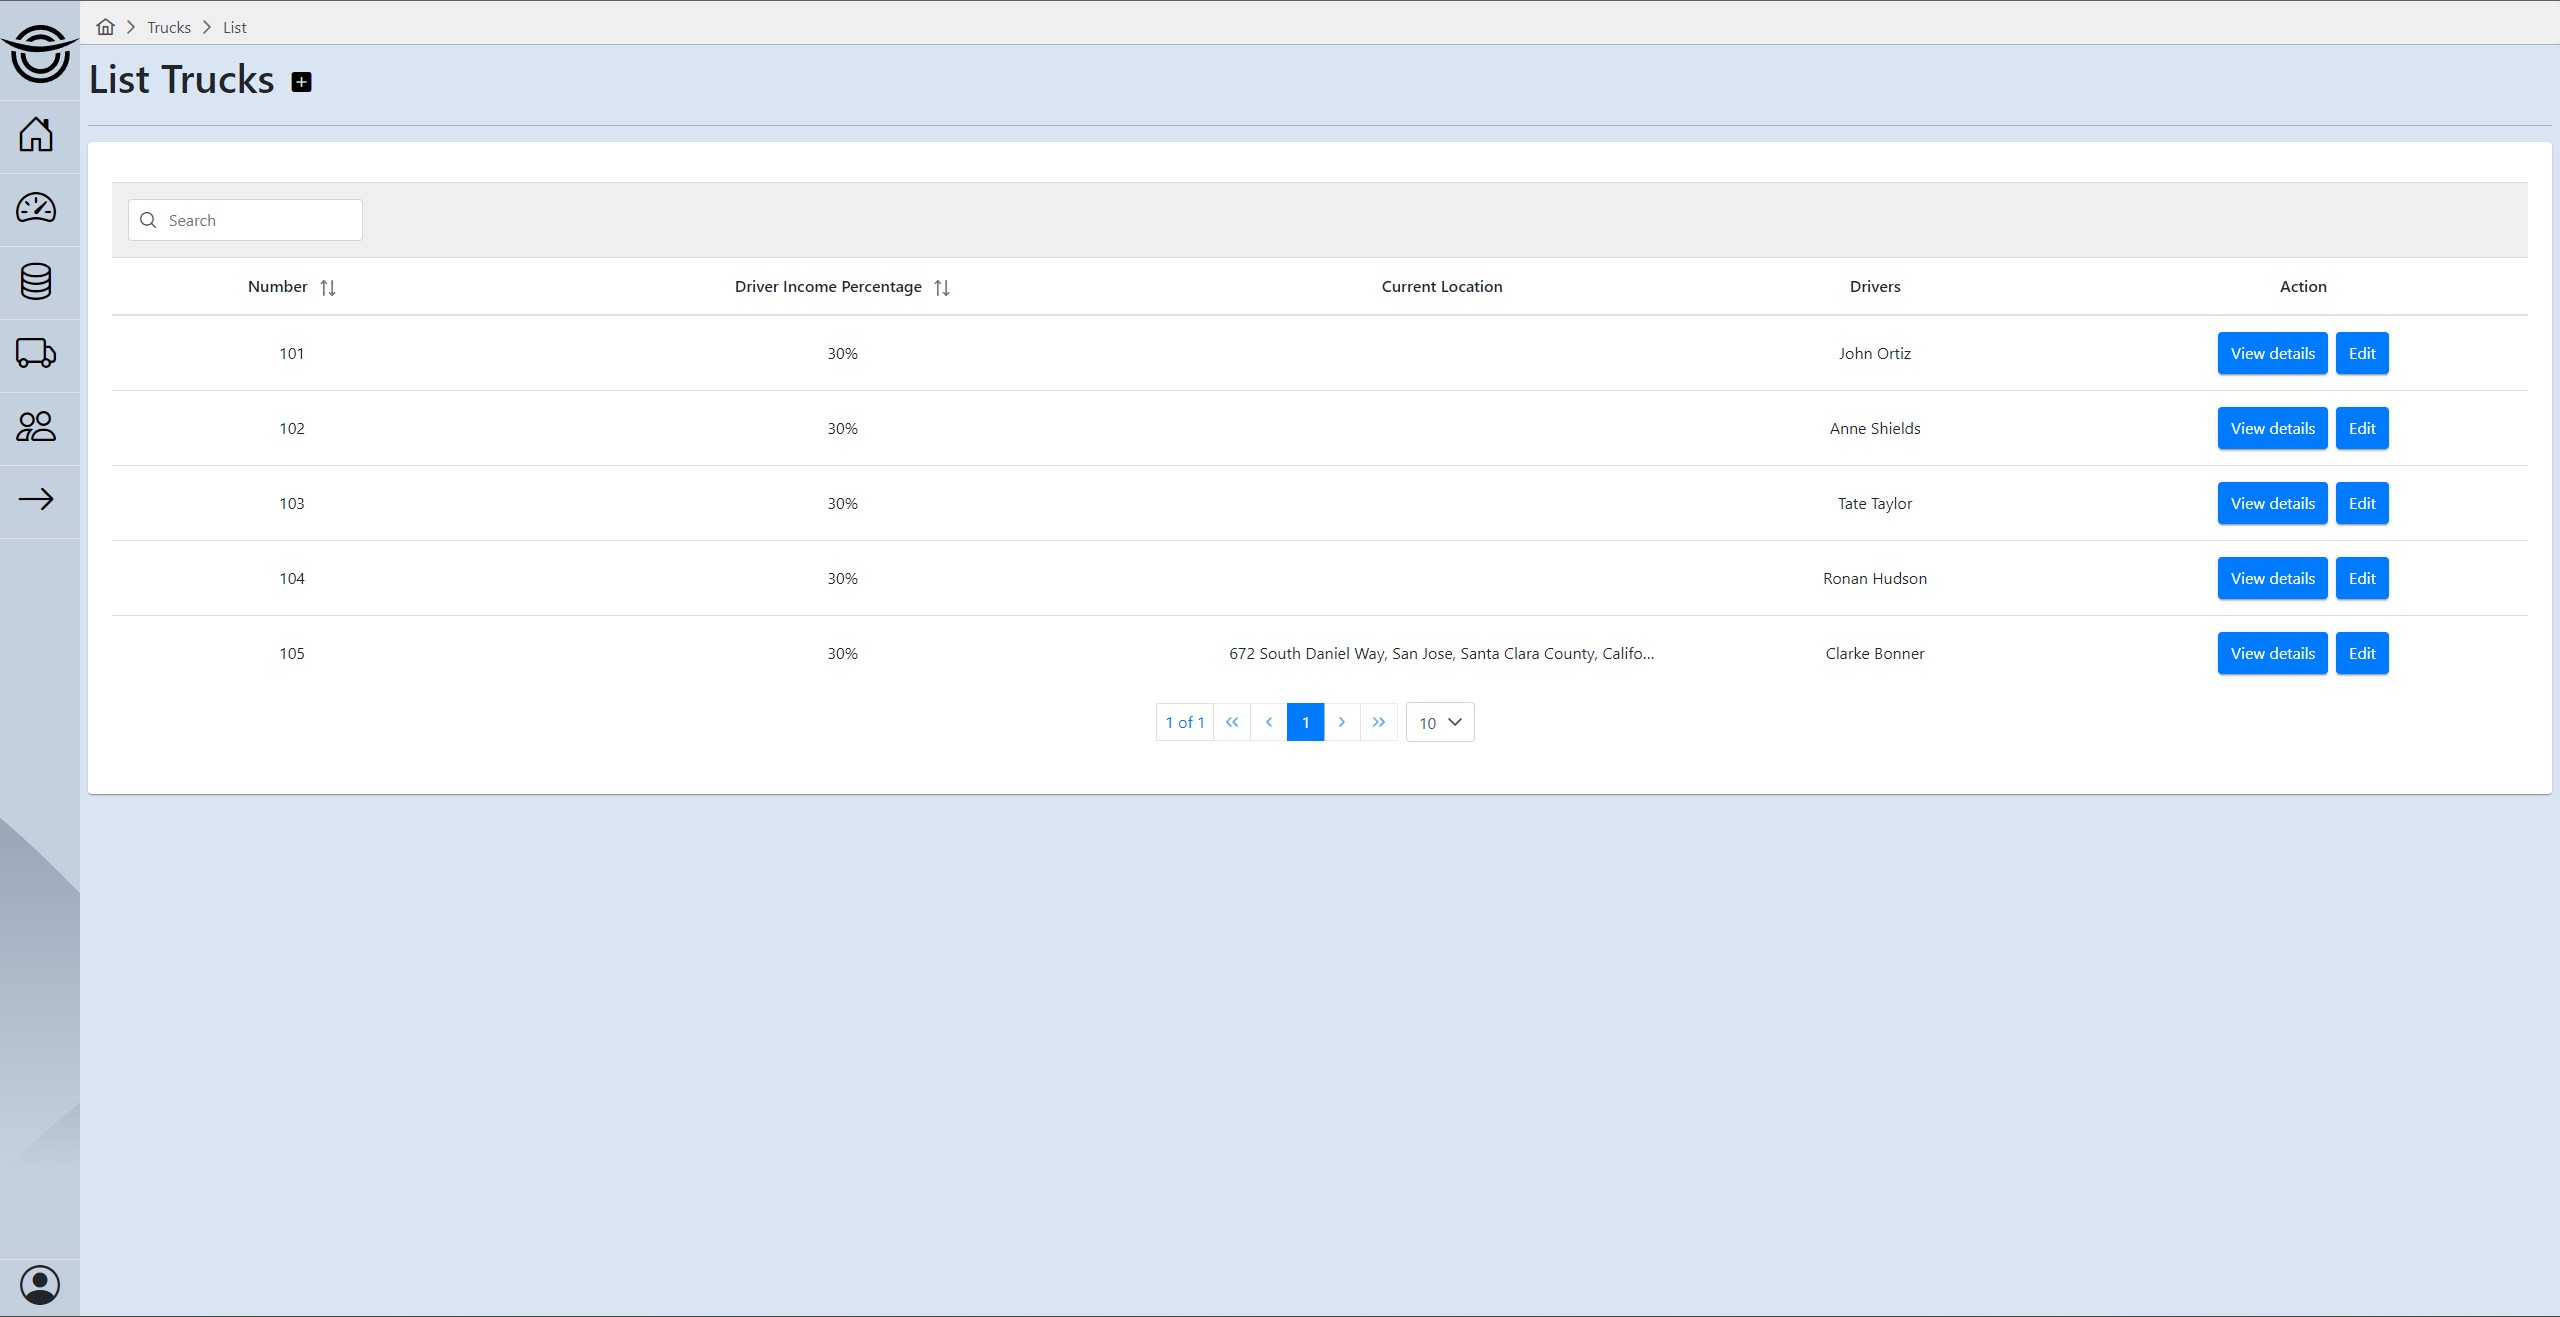 Trucks List
List Trucks
Search
Number Driver Income Percentage Current Location Drivers Action
101 30% John Ortiz View details Edit
102 30% Anne Shields View details Edit
103 30% Tate Taylor View details Edit
104 30% Ronan Hudson View details Edit
105 30% 672 South Daniel Way, San Jose, Santa Clara County, Califo... Clarke Bonner View details Edit
1 of 1 1 10